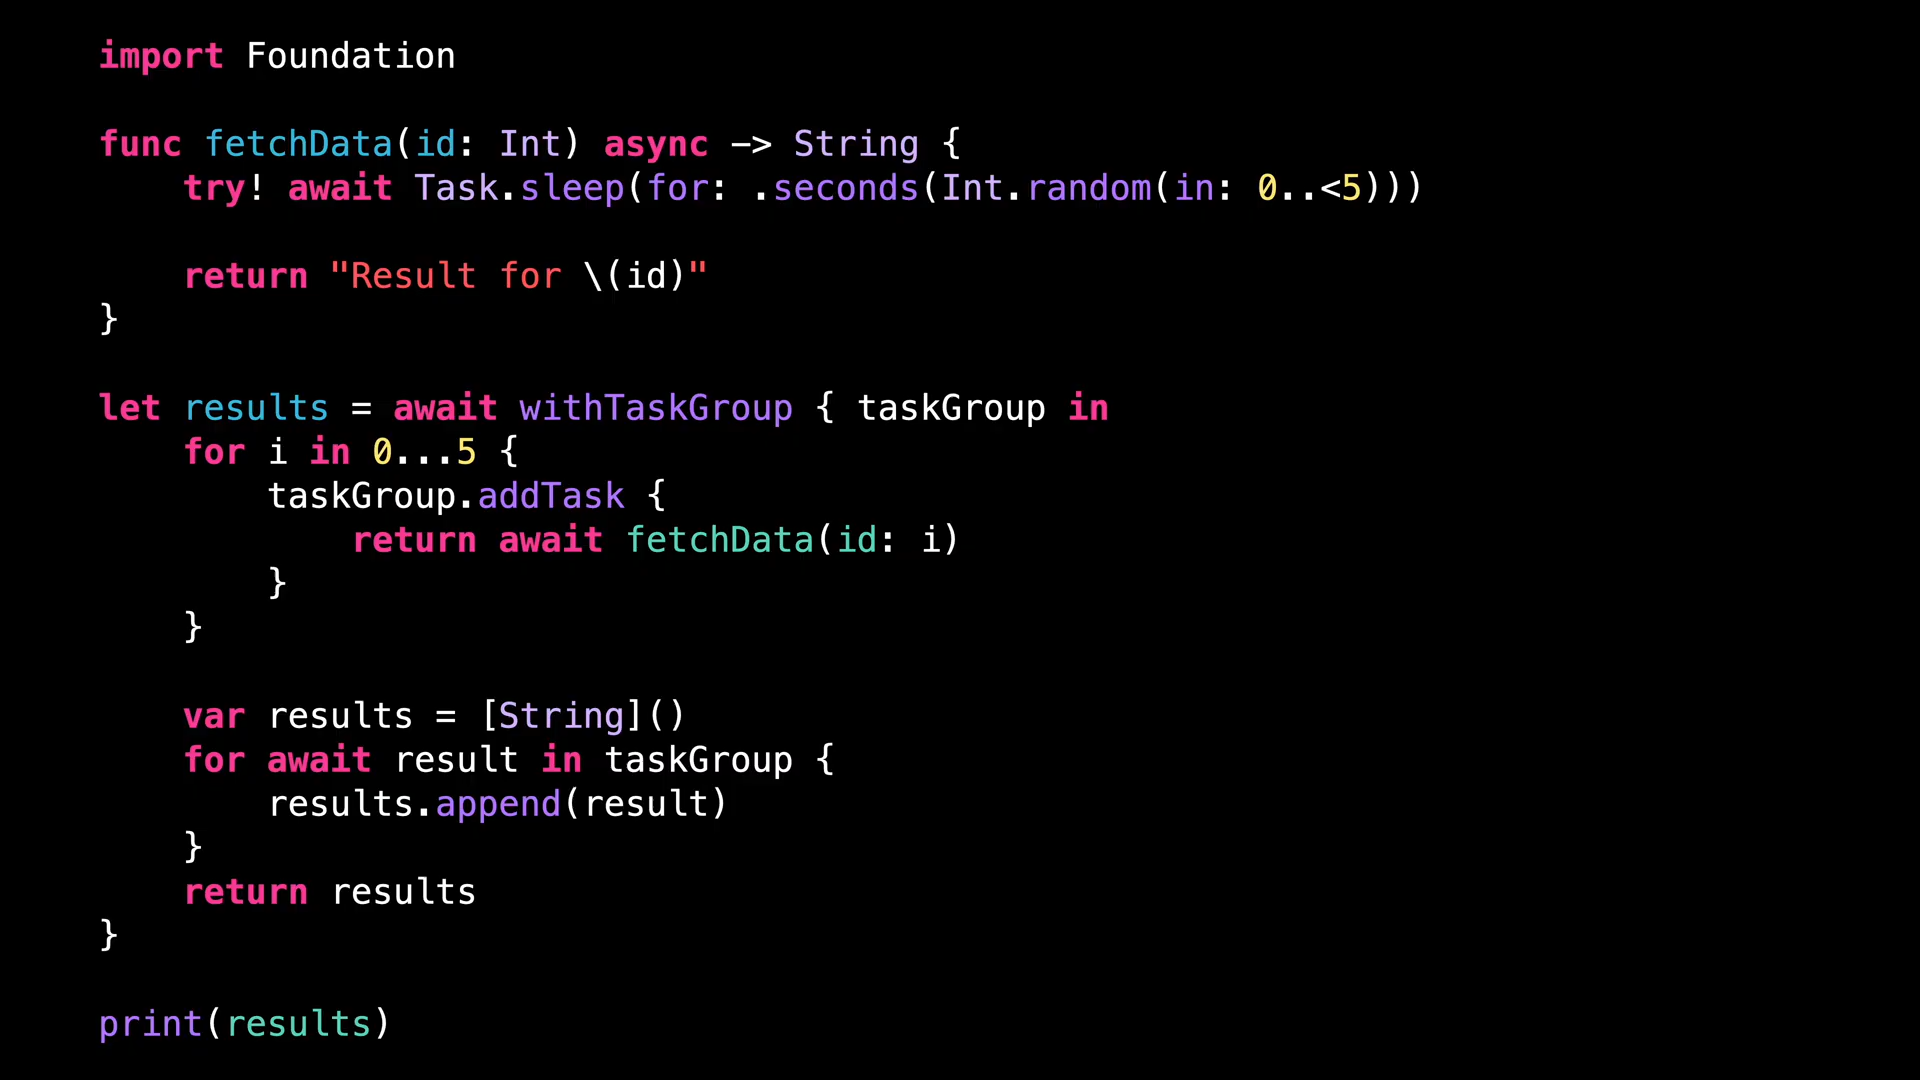 import Foundation
func fetchData(id: Int) async -> String {
try! await Task.sleep(for: .seconds(Int.random(in: 0..<5)))
return "Result for \(id)"
}
let results = await withTaskGroup { taskGroup in
for i in 0...5 {
taskGroup.addTask {
return await fetchData(id: i)
}
}
var results = [String]()
for await result in taskGroup {
results.append(result)
}
return results
}
print(results)